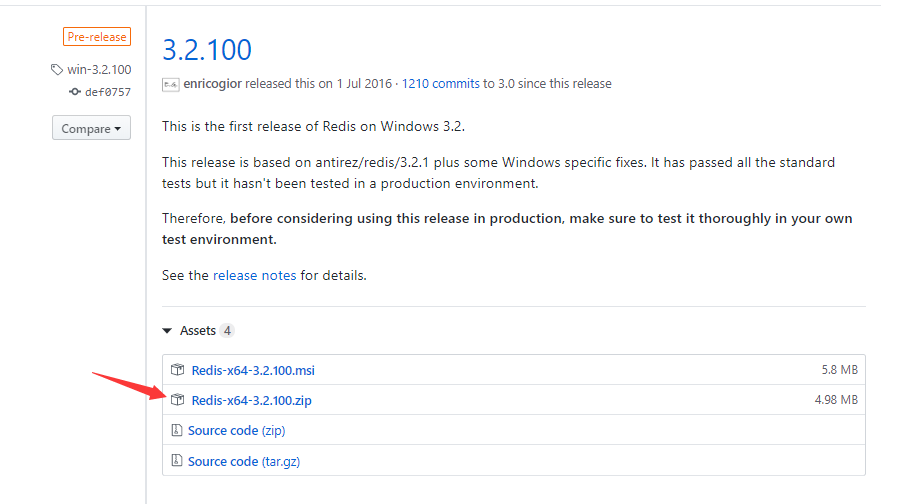 Pre-release
win-3.2.100
def0757
Compare
3.2.100
enricogior released this on 1 Jul 2016 · 1210 commits to 3.0 since this release
This is the first release of Redis on Windows 3.2.
This release is based on antirez/redis/3.2.1 plus some Windows specific fixes. It has passed all the standard
tests but it hasn't been tested in a production environment.
Therefore, before considering using this release in production, make sure to test it thoroughly in your own
test environment.
See the release notes for details.
Assets 4
Redis-x64-3.2.100.msi 5.8 MB
Redis-x64-3.2.100.zip 4.98 MB
Source code (zip)
Source code (tar.gz)